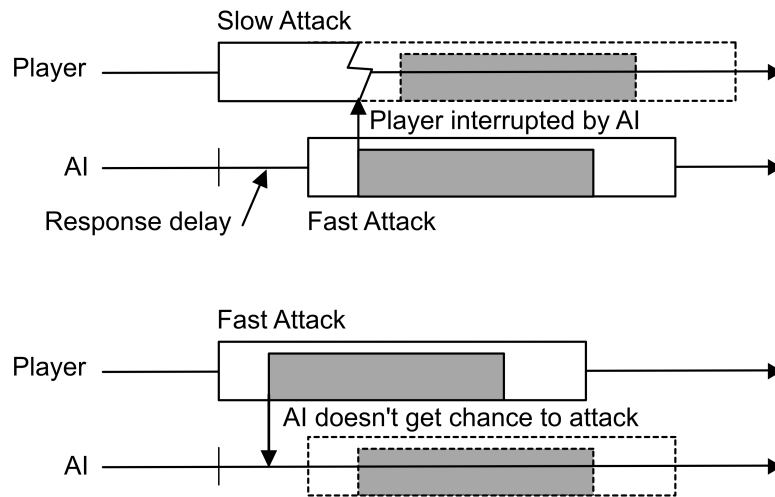 Slow Attack
Player
Player interrupted by AI
AI
Response delay
Fast Attack
Fast Attack
Player
AI doesn't get chance to attack
AI